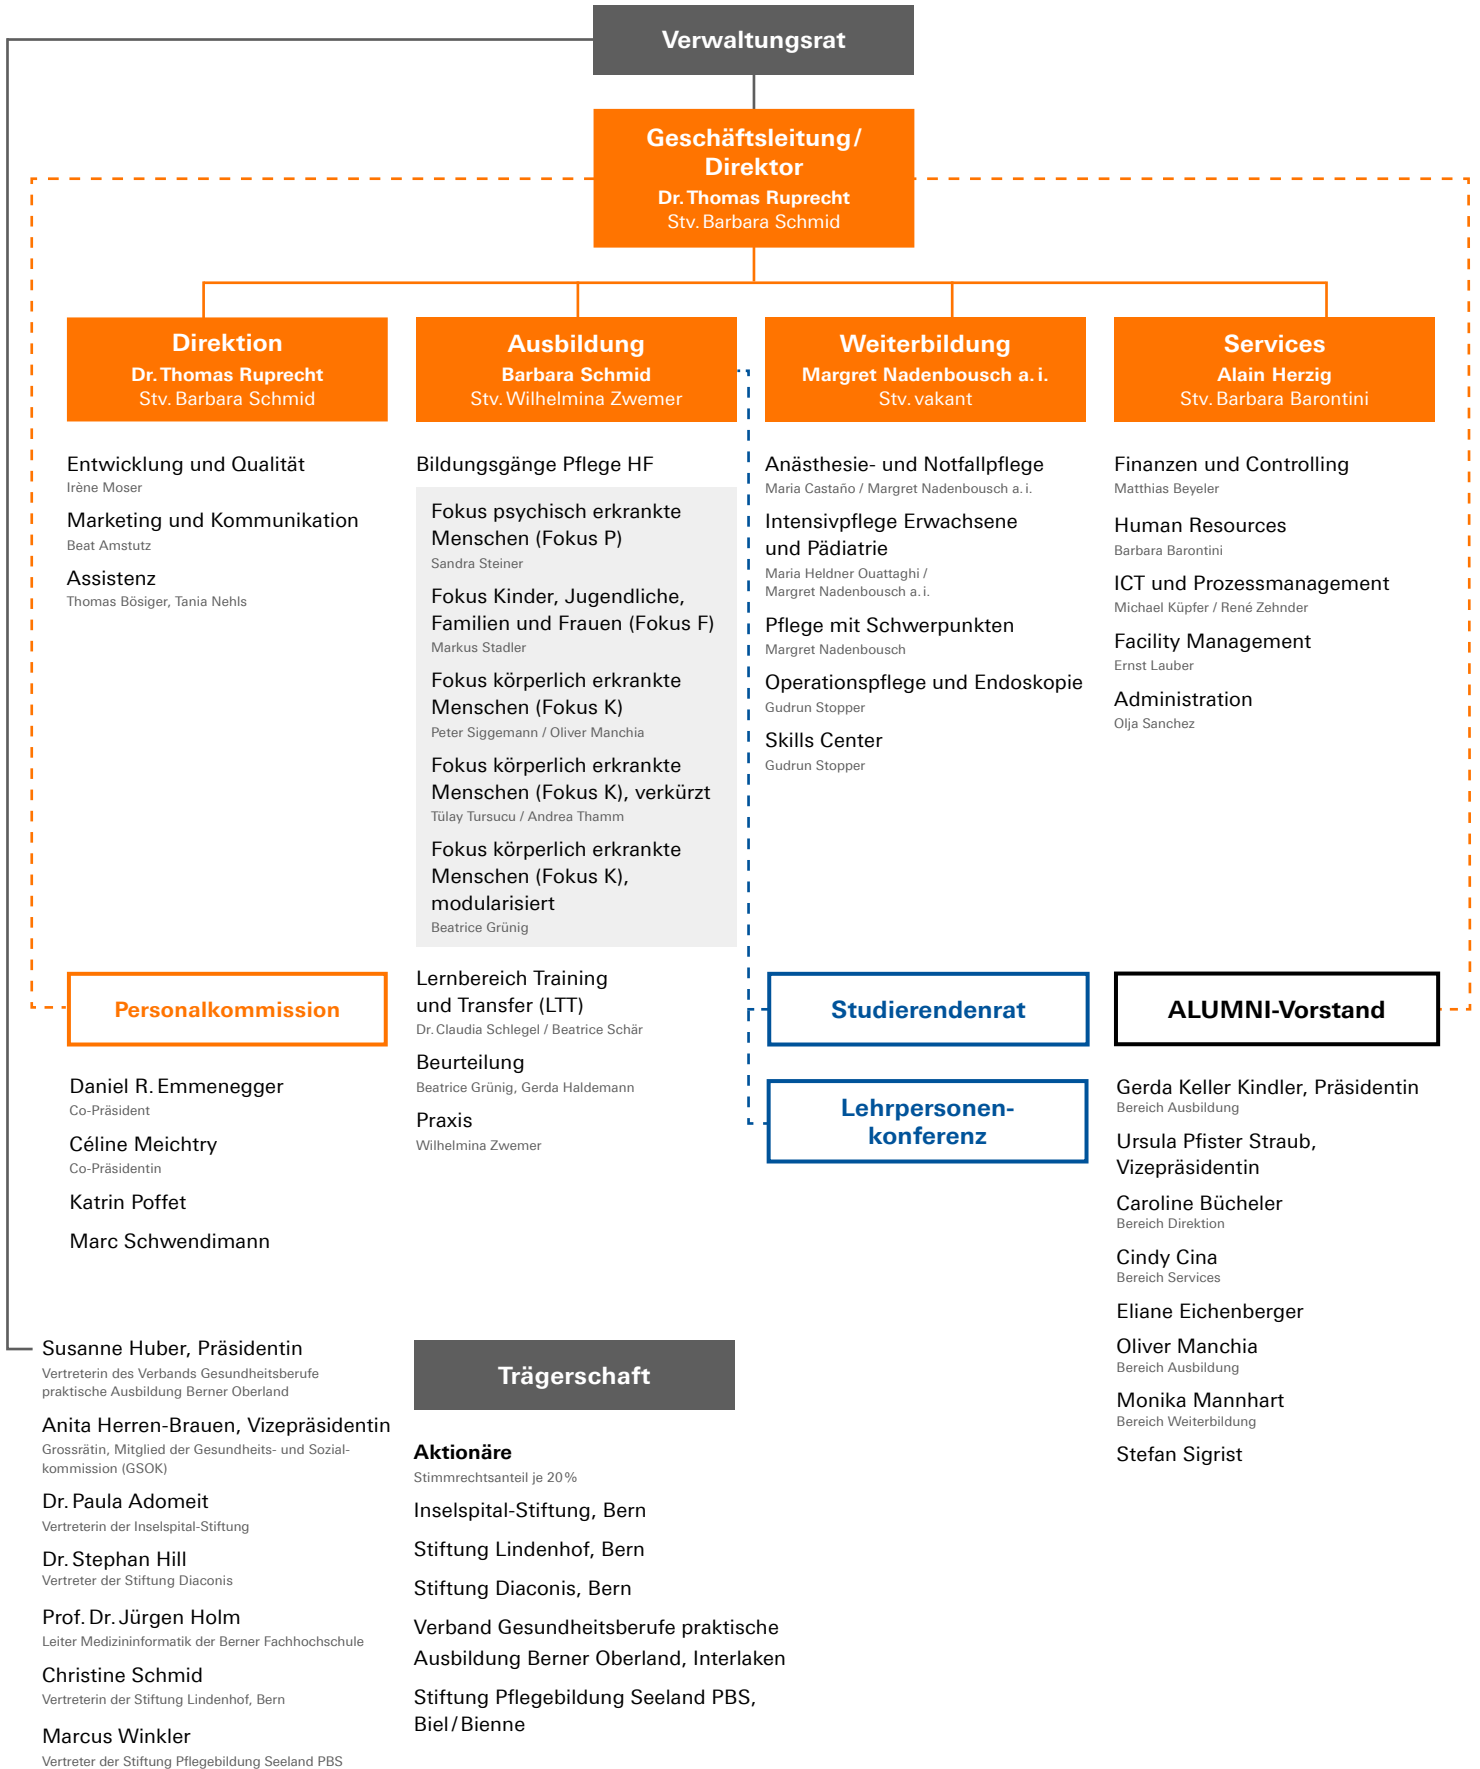 Verwaltungsrat
Geschäftsleitung/
Direktor
Dr. Thomas Ruprecht
Stv. Barbara Schmid
Direktion
Dr. Thomas Ruprecht
Stv. Barbara Schmid
Entwicklung und Qualität
Irène Moser
Marketing und Kommunikation
Beat Amstutz
Assistenz
Thomas Bösiger, Tania Nehls
Ausbildung
Barbara Schmid
Stv. Wilhelmina Zwemer
Bildungsgänge Pflege HF
Fokus psychisch erkrankte
Menschen (Fokus P)
Sandra Steiner
Fokus Kinder, Jugendliche,
Familien und Frauen (Fokus F)
Markus Stadler
Fokus körperlich erkrankte
Menschen (Fokus K)
Peter Siggemann / Oliver Manchia
Fokus körperlich erkrankte
Menschen (Fokus K), verkürzt
Tülay Tursucu / Andrea Thamm
Fokus körperlich erkrankte
Menschen (Fokus K),
modularisiert
Beatrice Grünig
Lernbereich Training
und Transfer (LTT)
Dr. Claudia Schlegel / Beatrice Schär
Beurteilung
Beatrice Grünig, Gerda Haldemann
Praxis
Wilhelmina Zwemer
Weiterbildung
Margret Nadenbousch a. i.
Stv. vakant
Anästhesie- und Notfallpflege
Maria Castaño / Margret Nadenbousch a. i.
Intensivpflege Erwachsene
und Pädiatrie
Maria Heldner Ouattaghi /
Margret Nadenbousch a. i.
Pflege mit Schwerpunkten
Margret Nadenbousch
Operationspflege und Endoskopie
Gudrun Stopper
Skills Center
Gudrun Stopper
Services
Alain Herzig
Stv. Barbara Barontini
Finanzen und Controlling
Matthias Beyeler
Human Resources
Barbara Barontini
ICT und Prozessmanagement
Michael Küpfer / René Zehnder
Facility Management
Ernst Lauber
Administration
Olja Sanchez
Personalkommission
Daniel R. Emmenegger
Co-Präsident
Céline Meichtry
Co-Präsidentin
Katrin Poffet
Marc Schwendimann
Studierendenrat
Lehrpersonen-
konferenz
ALUMNI-Vorstand
Gerda Keller Kindler, Präsidentin
Bereich Ausbildung
Ursula Pfister Straub,
Vizepräsidentin
Caroline Bücheler
Bereich Direktion
Cindy Cina
Bereich Services
Eliane Eichenberger
Oliver Manchia
Bereich Ausbildung
Monika Mannhart
Bereich Weiterbildung
Stefan Sigrist
Susanne Huber, Präsidentin
Vertreterin des Verbands Gesundheitsberufe
praktische Ausbildung Berner Oberland
Anita Herren-Brauen, Vizepräsidentin
Grossrätin, Mitglied der Gesundheits- und Sozial-
kommission (GSOK)
Dr. Paula Adomeit
Vertreterin der Inselspital-Stiftung
Dr. Stephan Hill
Vertreter der Stiftung Diaconis
Prof. Dr. Jürgen Holm
Leiter Medizininformatik der Berner Fachhochschule
Christine Schmid
Vertreterin der Stiftung Lindenhof, Bern
Marcus Winkler
Vertreter der Stiftung Pflegebildung Seeland PBS
Trägerschaft
Aktionäre
Stimmrechtsanteil je 20%
Inselspital-Stiftung, Bern
Stiftung Lindenhof, Bern
Stiftung Diaconis, Bern
Verband Gesundheitsberufe praktische
Ausbildung Berner Oberland, Interlaken
Stiftung Pflegebildung Seeland PBS,
Biel/Bienne